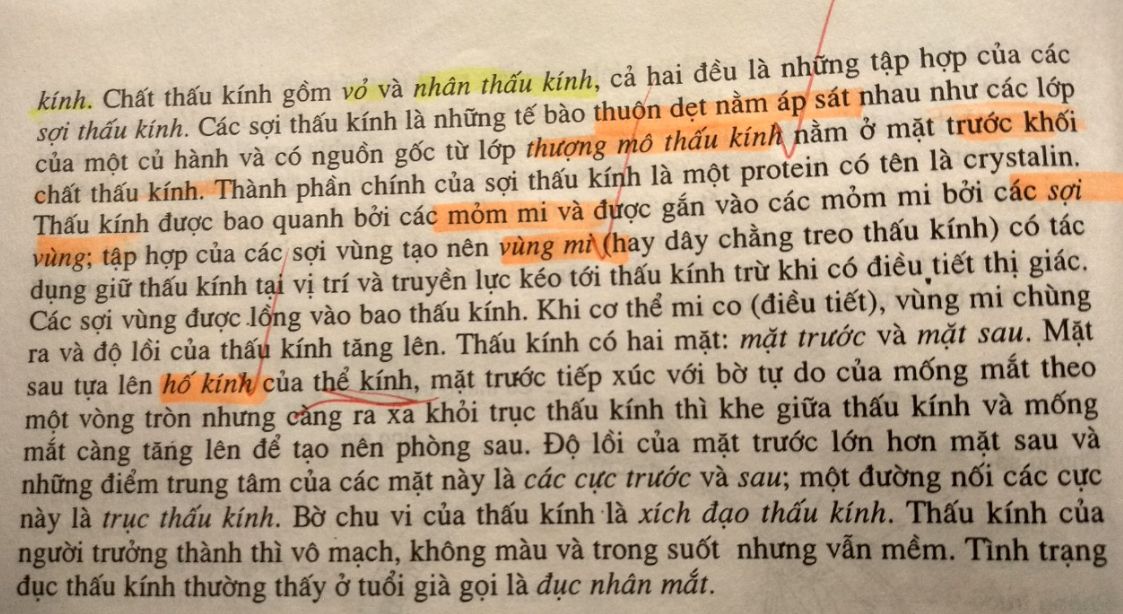 kính. Chất thấu kính gồm vỏ và nhân thấu kính, cả hai đều là những tập hợp của các
sợi thấu kính. Các sợi thấu kính là những tế bào thuôn dẹt nằm áp sát nhau như các lớp
của một củ hành và có nguồn gốc từ lớp thượng mô thấu kính nằm ở mặt trước khối
chất thấu kính. Thành phần chính của sợi thấu kính là một protein có tên là crystalin.
Thấu kính được bao quanh bởi các mỏm mi và được gắn vào các mỏm mi bởi các sợi
vùng; tập hợp của các sợi vùng tạo nên vùng mi (hay dây chằng treo thấu kính) có tác
dụng giữ thấu kính tại vị trí và truyền lực kéo tới thấu kính trừ khi có điều tiết thị giác.
Các sợi vùng được lồng vào bao thấu kính. Khi cơ thể mi co (điều tiết), vùng mi chùng
ra và độ lồi của thấu kính tăng lên. Thấu kính có hai mặt: mặt trước và mặt sau. Mặt
sau tựa lên hố kính của thể kính, mặt trước tiếp xúc với bờ tự do của mống mắt theo
một vòng tròn nhưng càng ra xa khỏi trục thấu kính thì khe giữa thấu kính và mống
mắt càng tăng lên để tạo nên phòng sau. Độ lồi của mặt trước lớn hơn mặt sau và
những điểm trung tâm của các mặt này là các cực trước và sau; một đường nối các cực
này là trục thấu kính. Bờ chu vi của thấu kính là xích đạo thấu kính. Thấu kính của
người trưởng thành thì vô mạch, không màu và trong suốt nhưng vẫn mềm. Tình trạng
đục thấu kính thường thấy ở tuổi già gọi là đục nhân mắt.